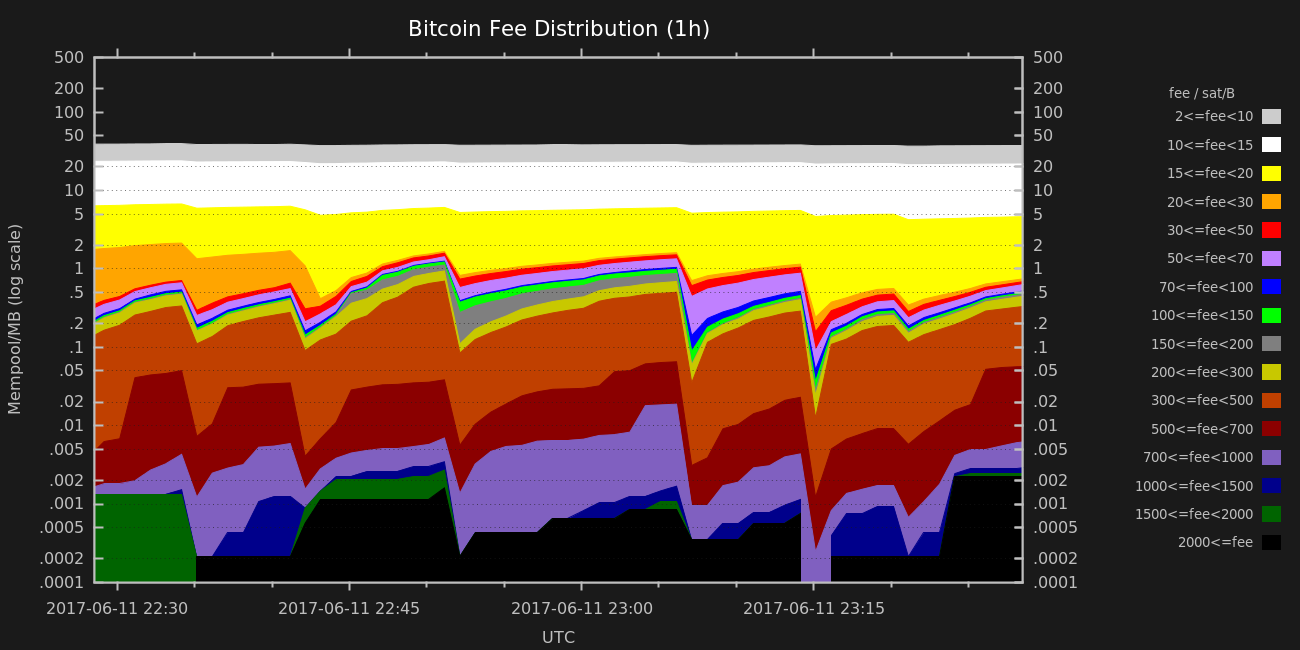 Bitcoin Fee Distribution (1h)
500 500
200 200
100 100
50 50
20 20
10 10
5 5
2 2
1 1
.5 .5
.2 .2
.1 .1
.05 .05
.02 .02
.01 .01
.005 .005
.002 .002
.001 .001
.0005 .0005
.0002 .0002
.0001 .0001
Mempool/MB (log scale)
2017-06-11 22:30 2017-06-11 22:45 2017-06-11 23:00 2017-06-11 23:15
UTC
fee / sat/B
2<=fee<10
10<=fee<15
15<=fee<20
20<=fee<30
30<=fee<50
50<=fee<70
70<=fee<100
100<=fee<150
150<=fee<200
200<=fee<300
300<=fee<500
500<=fee<700
700<=fee<1000
1000<=fee<1500
1500<=fee<2000
2000<=fee